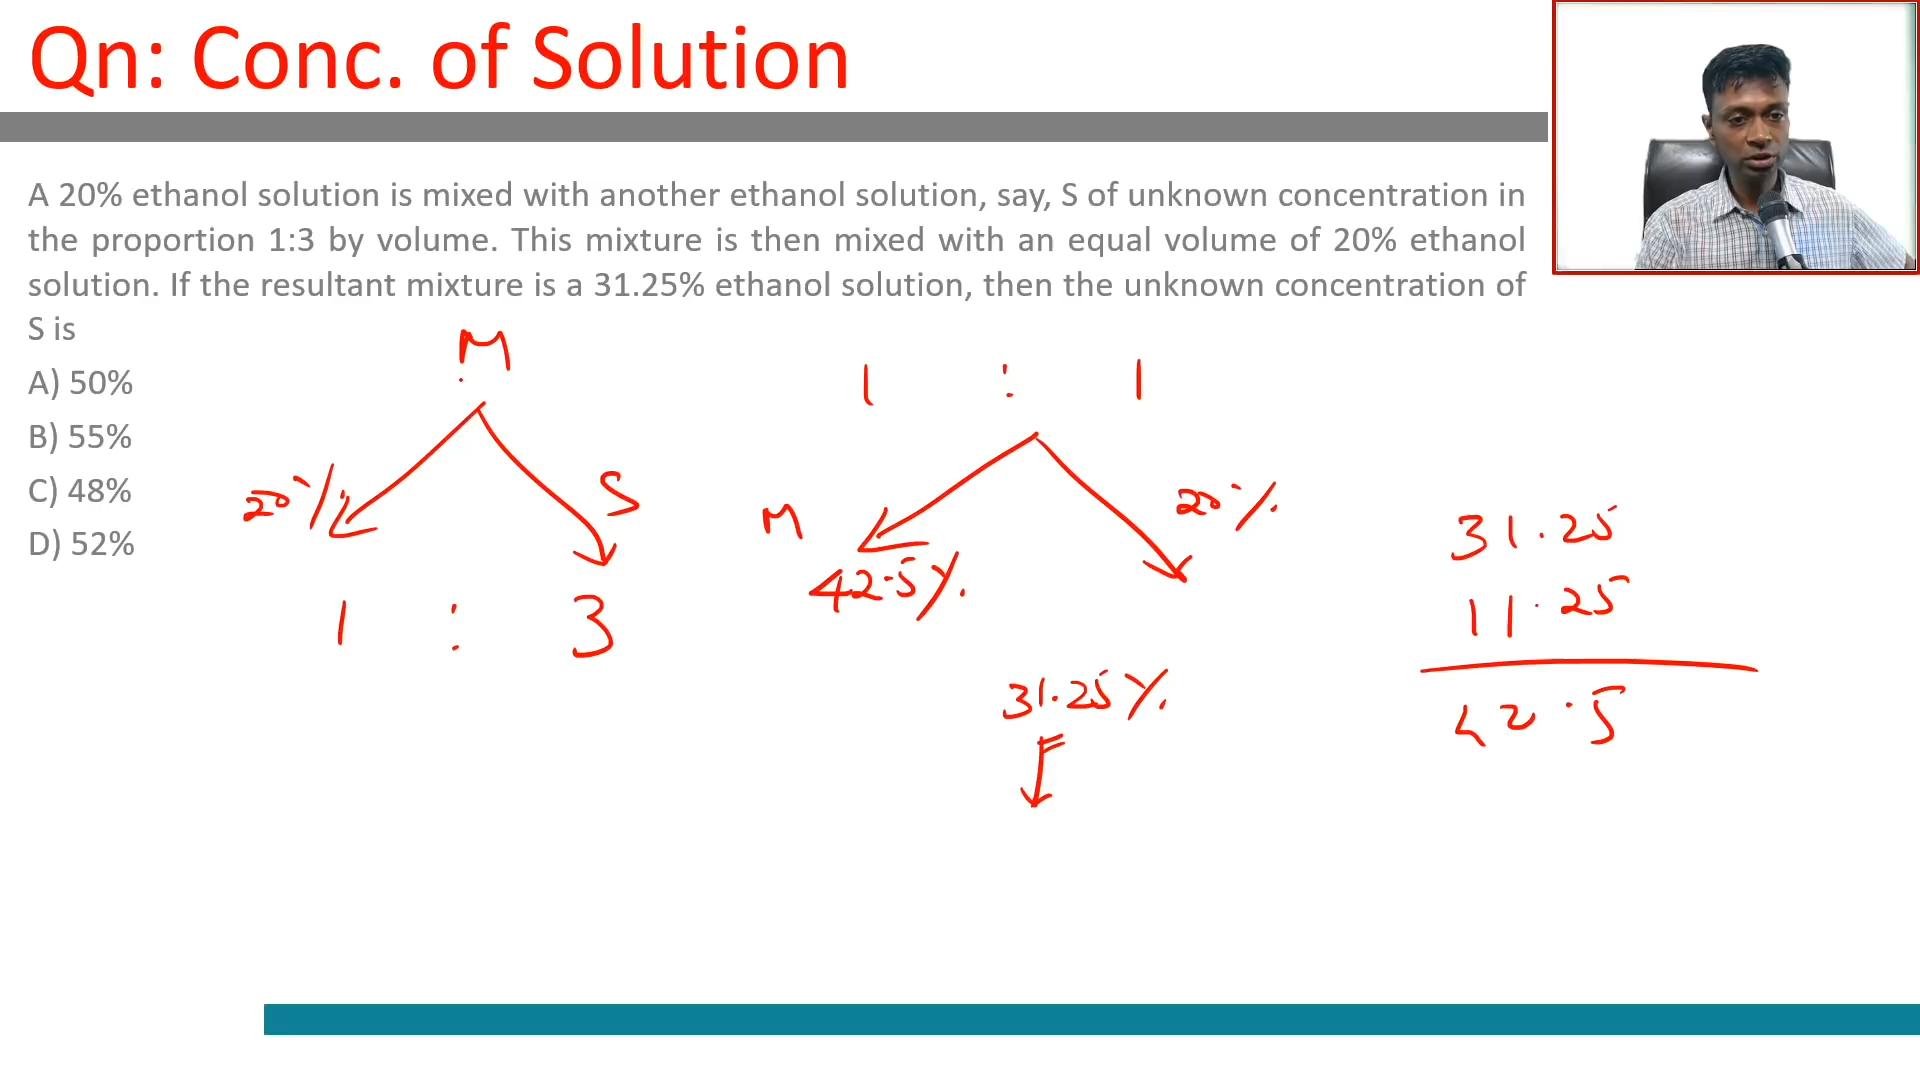 Qn: Conc. of Solution
A 20% ethanol solution is mixed with another ethanol solution, say, S of unknown concentration in
the proportion 1:3 by volume. This mixture is then mixed with an equal volume of 20% ethanol
solution. If the resultant mixture is a 31.25% ethanol solution, then the unknown concentration of
S is
A) 50%
B) 55%
C) 48%
D) 52%
M
20%
S
1 : 3
1 : 1
M
20%
42.5%
31.25%
31.25
11.25
42.5